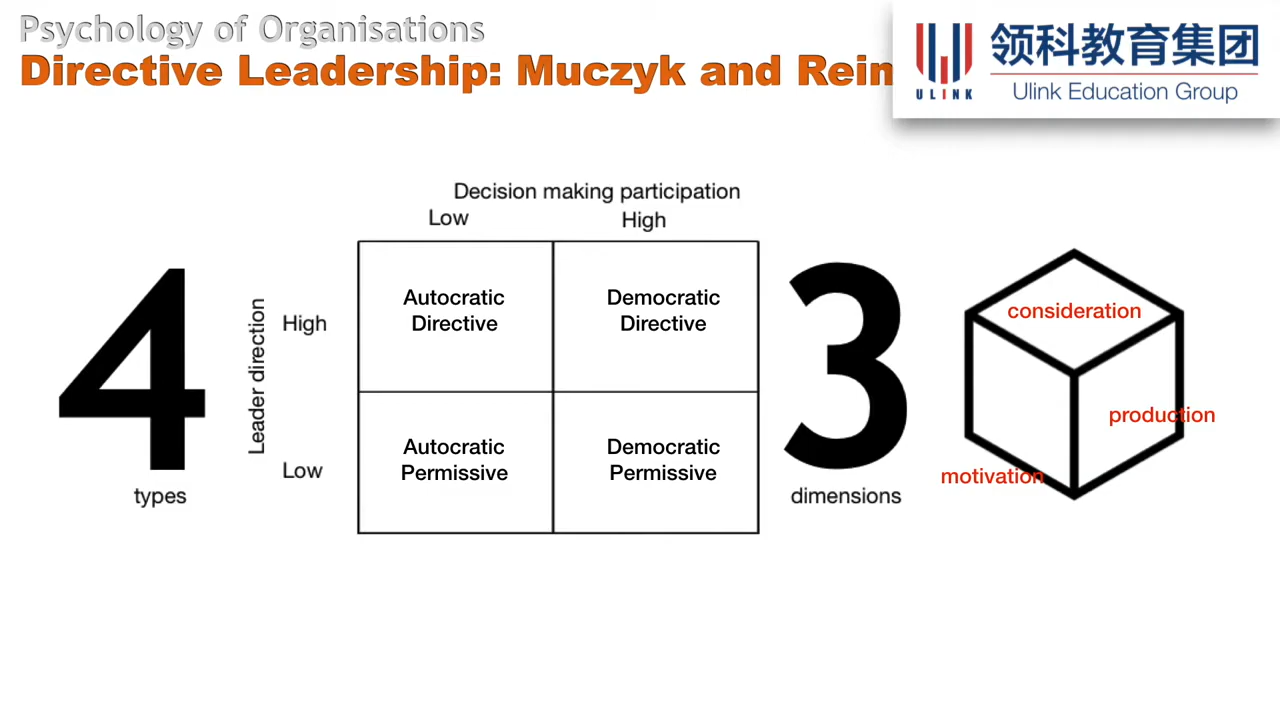 Psychology of Organisations
Directive Leadership: Muczyk and
ULINK
领科教育集团
Ulink Education Group
Decision making participation
Low
High
4
types
Leader direction
High
Low
Autocratic
Directive
Democratic
Directive
Autocratic
Permissive
Democratic
Permissive
3
dimensions
consideration
production
motivation